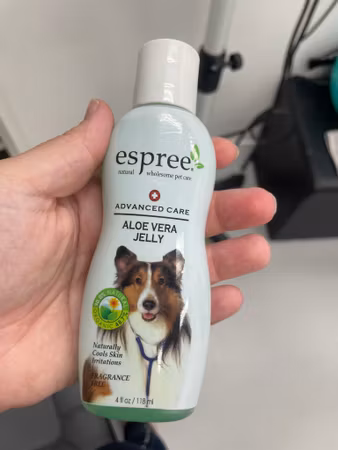 espree
natural wholesome pet care
ADVANCED CARE
ALOE VERA
JELLY
Naturally
Cools Skin
Irritations
FRAGRANCE
FREE
4 fl oz / 118 ml